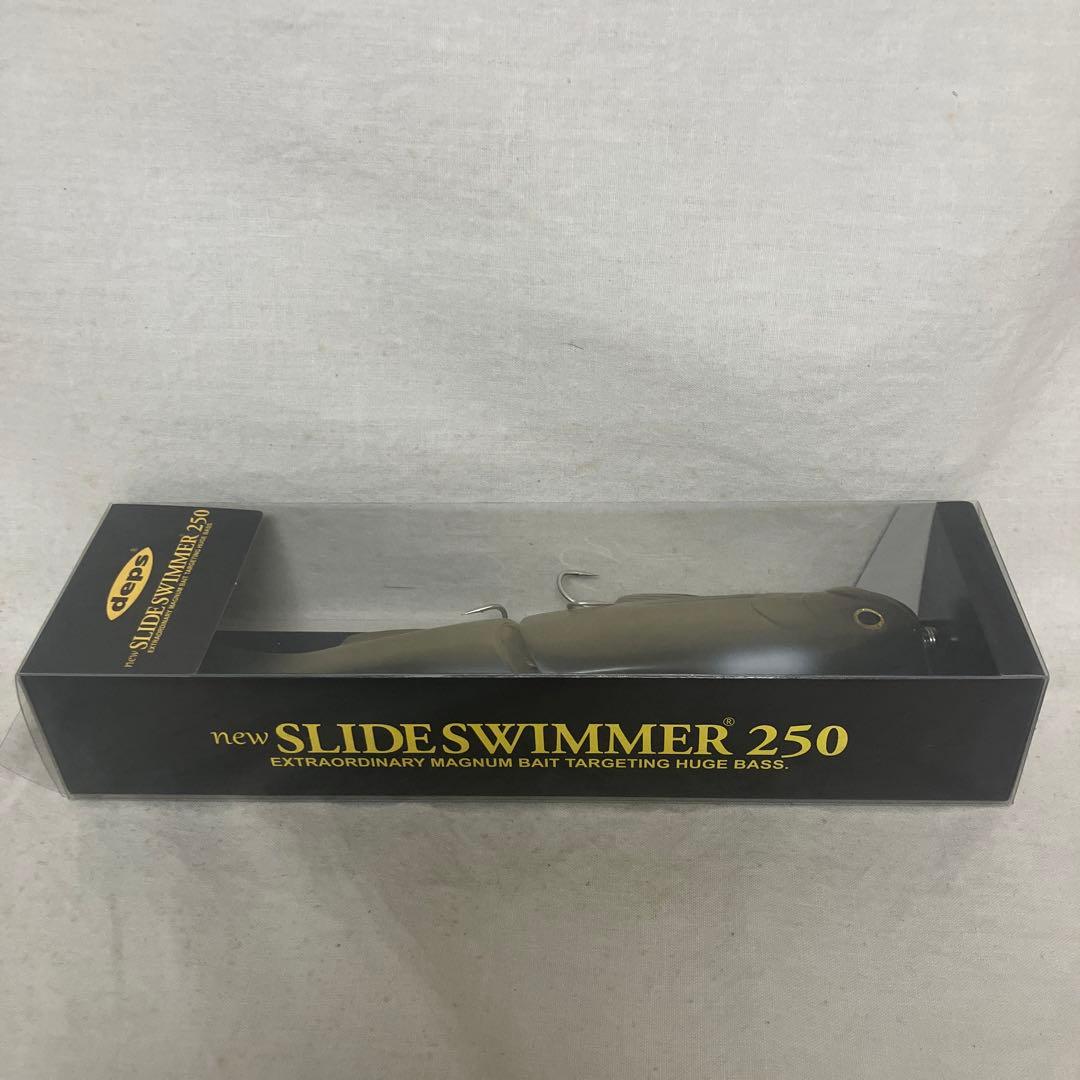 deps®
new SLIDE SWIMMER® 250
EXTRAORDINARY MAGNUM BAIT TARGETING HUGE BASS
new SLIDE SWIMMER® 250
EXTRAORDINARY MAGNUM BAIT TARGETING HUGE BASS.